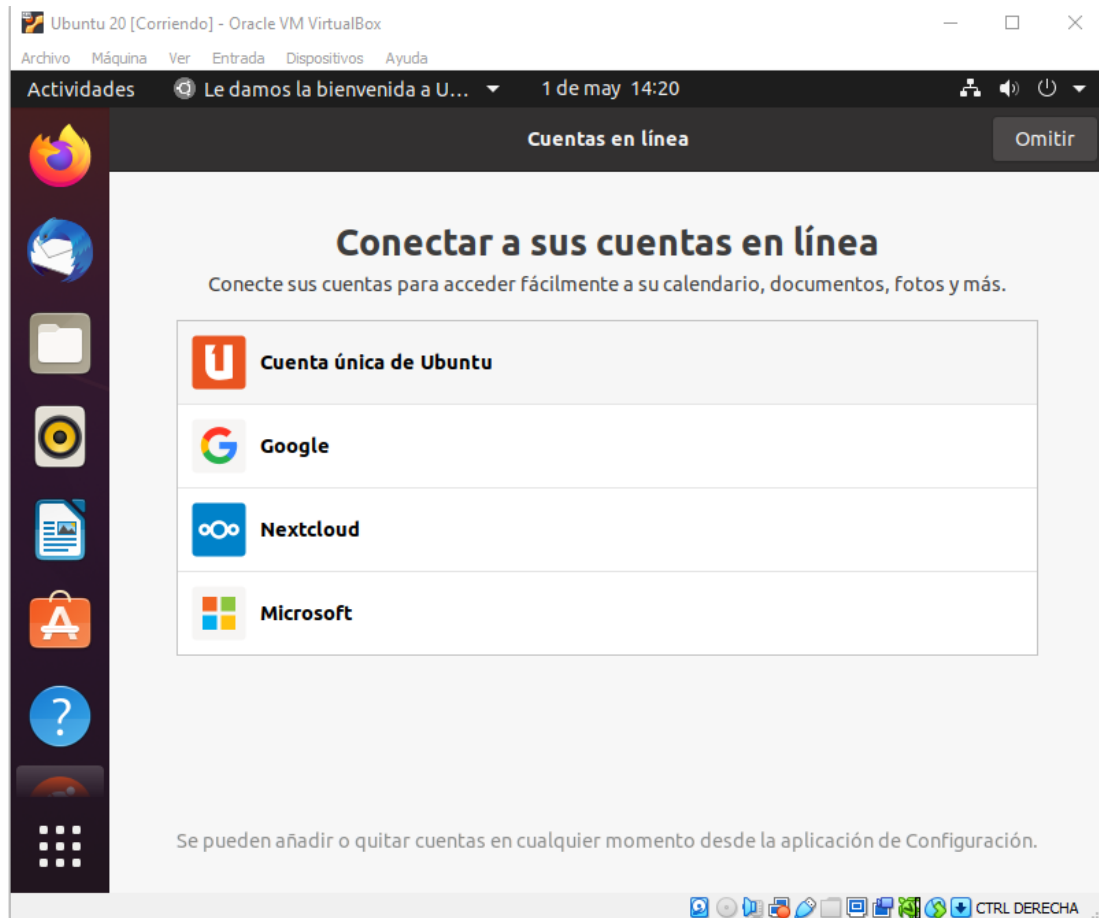 Ubuntu 20 [Corriendo] - Oracle VM VirtualBox
Archivo Máquina Ver Entrada Dispositivos Ayuda
Actividades Le damos la bienvenida a U... 1 de may 14:20
Cuentas en línea Omitir
Conectar a sus cuentas en línea
Conecte sus cuentas para acceder fácilmente a su calendario, documentos, fotos y más.
Cuenta única de Ubuntu
Google
Nextcloud
Microsoft
Se pueden añadir o quitar cuentas en cualquier momento desde la aplicación de Configuración.
CTRL DERECHA